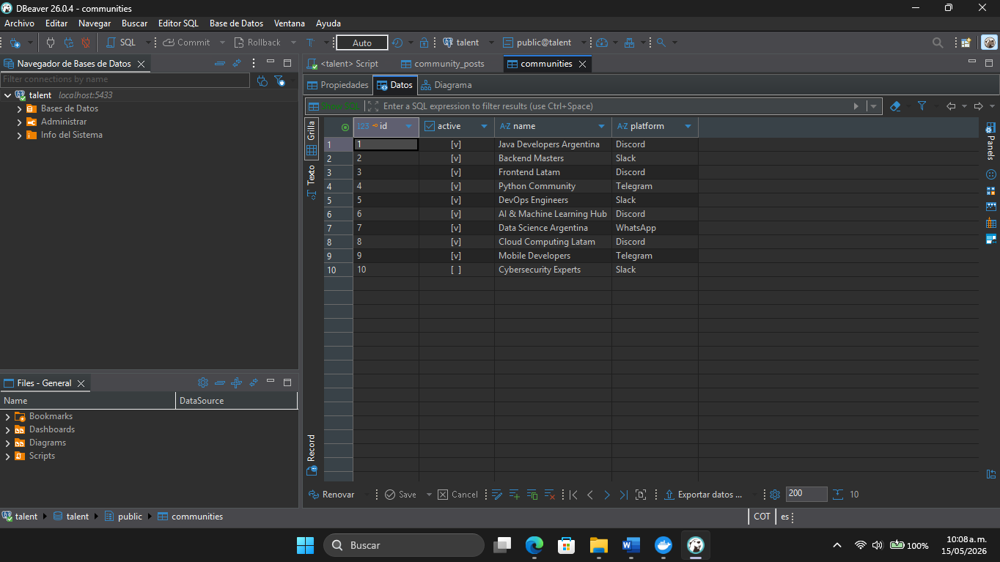 DBeaver 26.0.4 - communities
Archivo Editar Navegar Buscar Editor SQL Base de Datos Ventana Ayuda
SQL Commit Rollback T Auto talent public@talent
Navegador de Bases de Datos
Filter connections by name
talent localhost:5433
Bases de Datos
Administrar
Info del Sistema
<talent> Script community_posts communities
Propiedades Datos Diagrama
Show SQL Enter a SQL expression to filter results (use Ctrl+Space)
Grilla
Texto
Record
Panels
123 id active A-Z name A-Z platform
1 1 [v] Java Developers Argentina Discord
2 2 [v] Backend Masters Slack
3 3 [v] Frontend Latam Discord
4 4 [v] Python Community Telegram
5 5 [v] DevOps Engineers Slack
6 6 [v] AI & Machine Learning Hub Discord
7 7 [v] Data Science Argentina WhatsApp
8 8 [v] Cloud Computing Latam Discord
9 9 [v] Mobile Developers Telegram
10 10 [ ] Cybersecurity Experts Slack
Files - General
Name DataSource
Bookmarks
Dashboards
Diagrams
Scripts
Renovar Save Cancel Exportar datos ... 200 10
talent talent public communities COT es
Buscar
100%
10:08 a. m.
15/05/2026